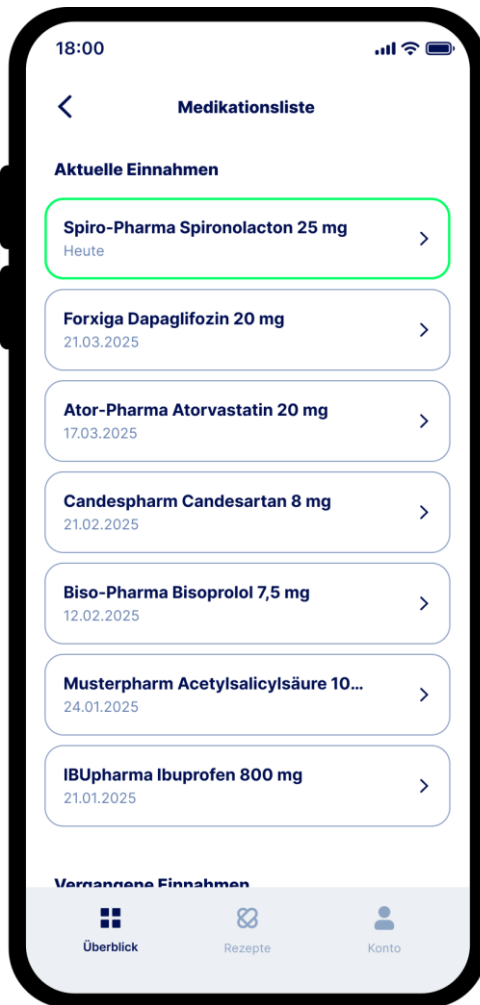 18:00
Medikationsliste
Aktuelle Einnahmen
Spiro-Pharma Spironolacton 25 mg
Heute
Forxiga Dapaglifozin 20 mg
21.03.2025
Ator-Pharma Atorvastatin 20 mg
17.03.2025
Candespharm Candesartan 8 mg
21.02.2025
Biso-Pharma Bisoprolol 7,5 mg
12.02.2025
Musterpharm Acetylsalicylsäure 10...
24.01.2025
IBUpharma Ibuprofen 800 mg
21.01.2025
Vergangene Einnahmen
Überblick Rezepte Konto